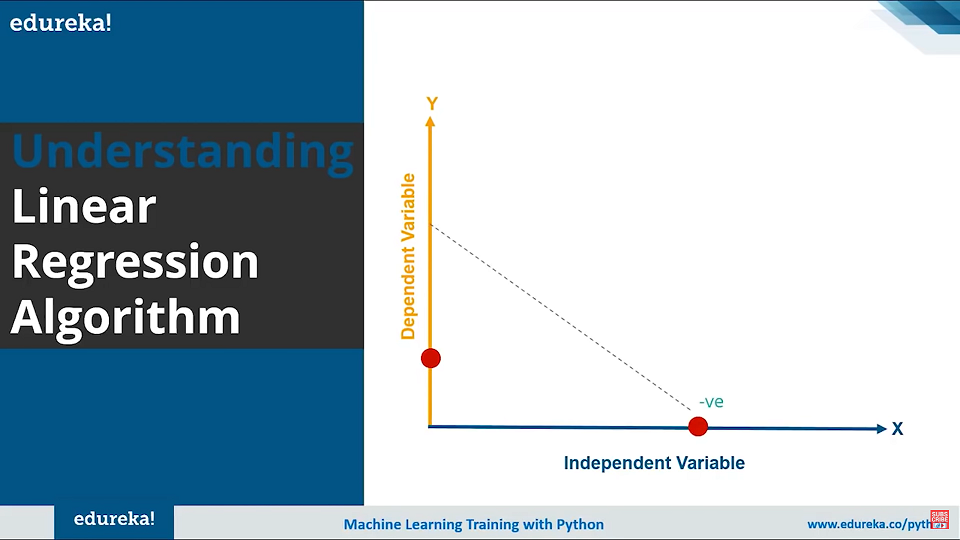 edureka!
Understanding
Linear
Regression
Algorithm
Y
Dependent Variable
-ve
X
Independent Variable
edureka!
Machine Learning Training with Python
www.edureka.co/pyth
SUBSCRIBE